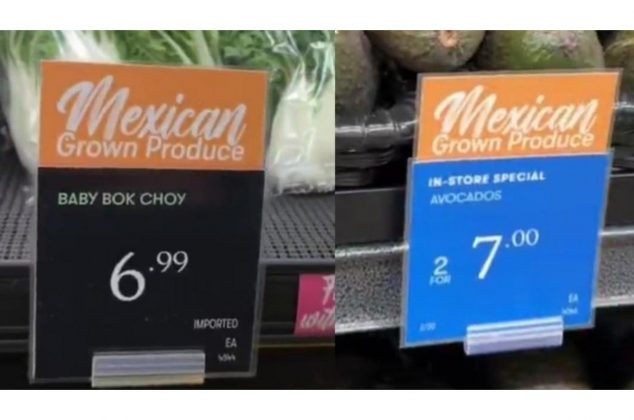 Mexican
Grown Produce
BABY BOK CHOY
6.99
IMPORTED
EA
4544
Mexican
Grown Produce
IN-STORE SPECIAL
AVOCADOS
2
FOR
7.00
EA